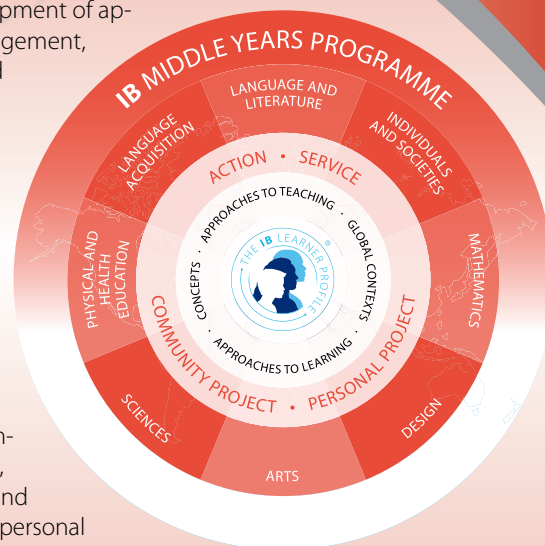 pment of ap-
gement,
d
IB MIDDLE YEARS PROGRAMME
LANGUAGE AND
LITERATURE
INDIVIDUALS
AND SOCIETIES
MATHEMATICS
DESIGN
ARTS
SCIENCES
PHYSICAL AND
HEALTH
EDUCATION
LANGUAGE
ACQUISITION
ACTION • SERVICE
COMMUNITY PROJECT • PERSONAL PROJECT
APPROACHES TO TEACHING · GLOBAL CONTEXTS · APPROACHES TO LEARNING · CONCEPTS ·
• THE IB LEARNER PROFILE •
®
n-
,
nd
personal